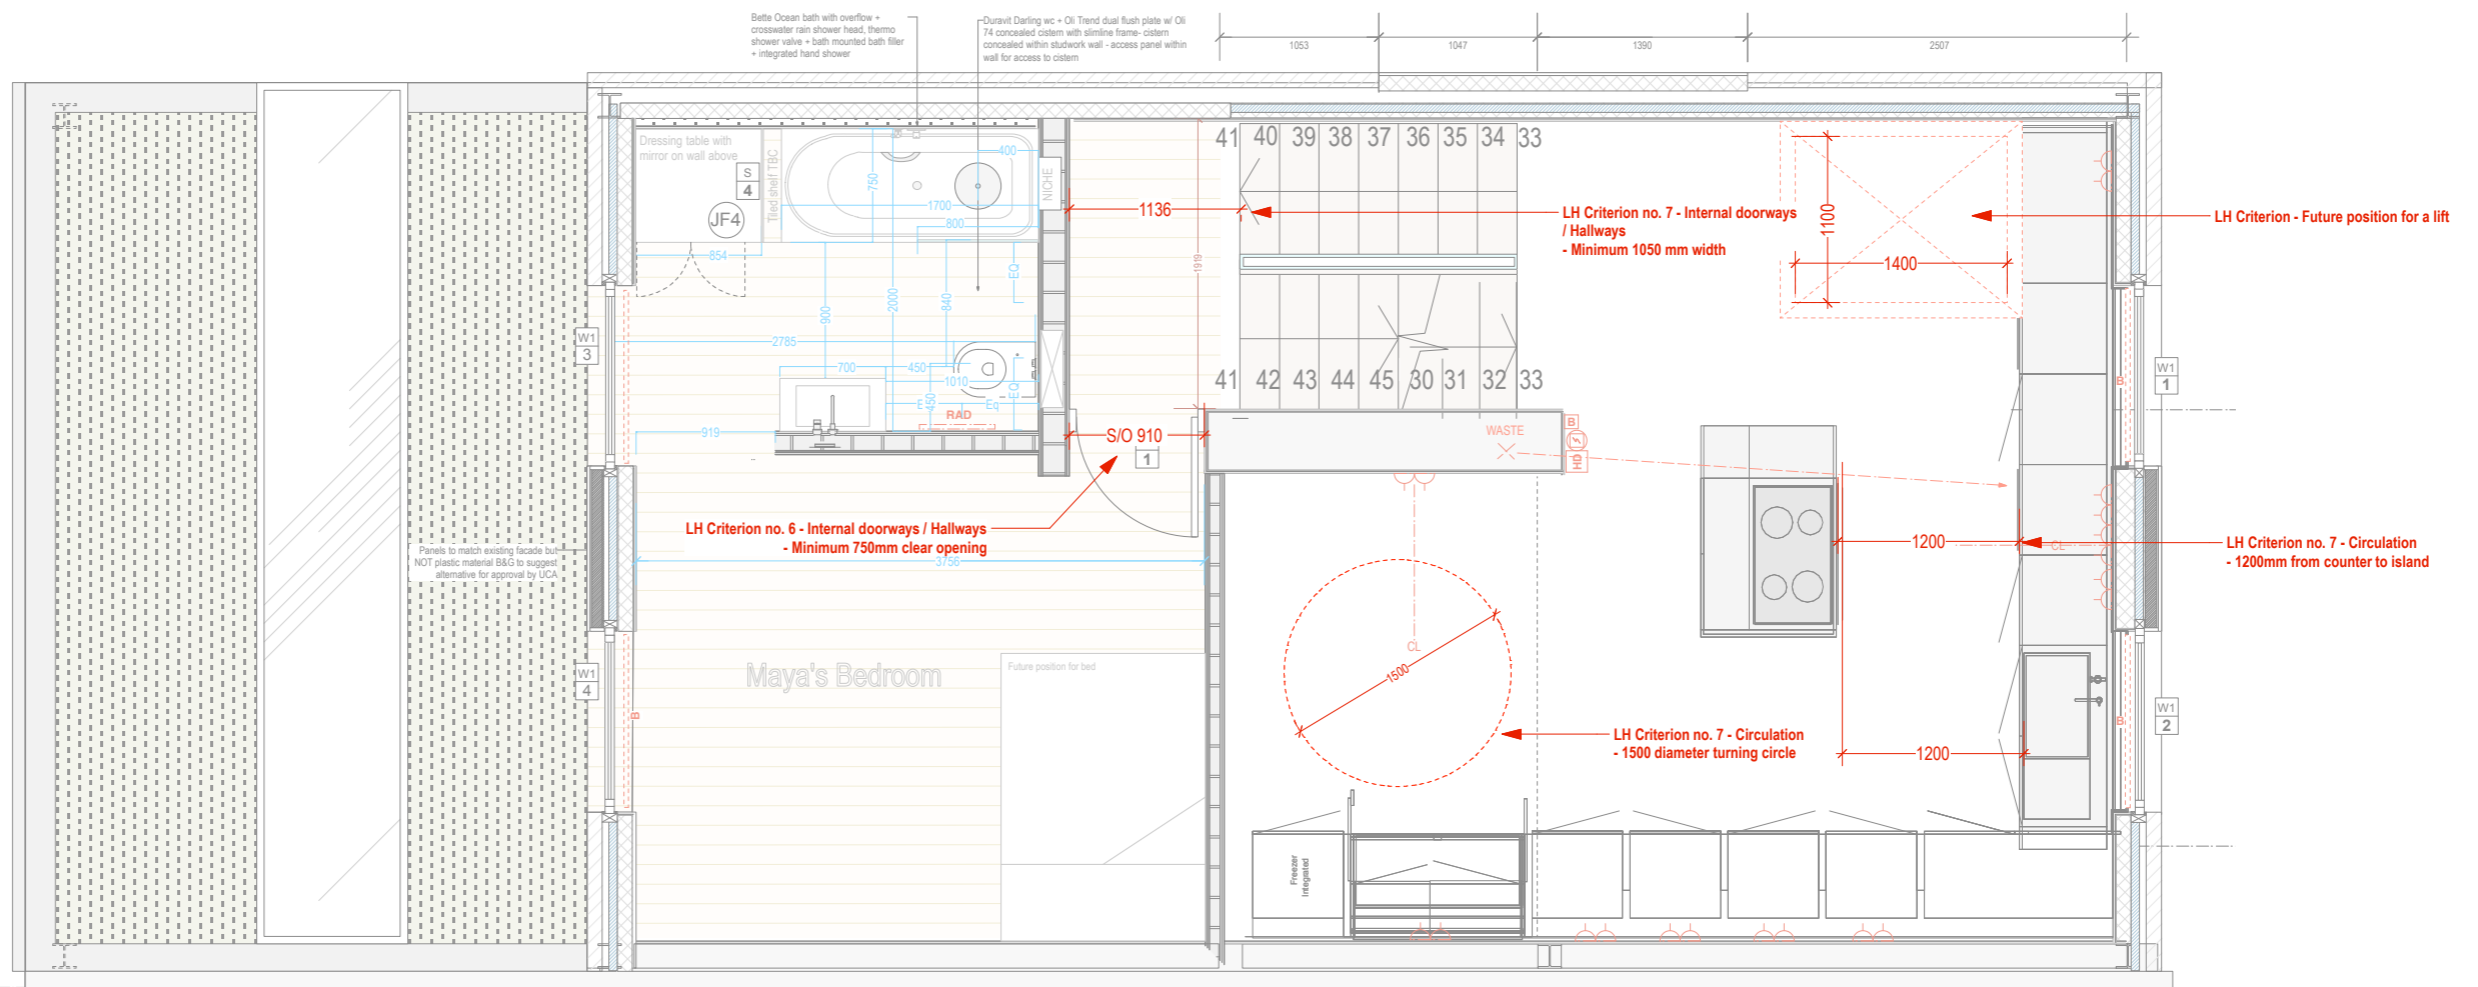 Bette Ocean bath with overflow +
crosswater rain shower head, thermo
shower valve + bath mounted bath filler
+ integrated hand shower
Duravit Darling wc + Oli Trend dual flush plate w/ Oli
74 concealed cistern with slimline frame- cistern
concealed within studwork wall - access panel within
wall for access to cistern
1053
1047
1390
2507
Dressing table with
mirror on wall above
S
4
JF4
Tiled shelf TBC
750
400
1700
800
NICHE
854
EQ
900
2000
840
2785
700
450
1010
EQ
450
Eq
RAD
919
1136
1919
41 40 39 38 37 36 35 34 33
41 42 43 44 45 30 31 32 33
LH Criterion no. 7 - Internal doorways
/ Hallways
- Minimum 1050 mm width
1100
1400
LH Criterion - Future position for a lift
W1
3
W1
1
B
S/O 910
1
WASTE
B
HD
LH Criterion no. 6 - Internal doorways / Hallways
- Minimum 750mm clear opening
3756
Panels to match existing facade but
NOT plastic material B&G to suggest
alternative for approval by UCA
1200
CL
LH Criterion no. 7 - Circulation
- 1200mm from counter to island
CL
1500
Maya's Bedroom
Future position for bed
W1
4
B
LH Criterion no. 7 - Circulation
- 1500 diameter turning circle
1200
B
W1
2
Freezer
Integrated